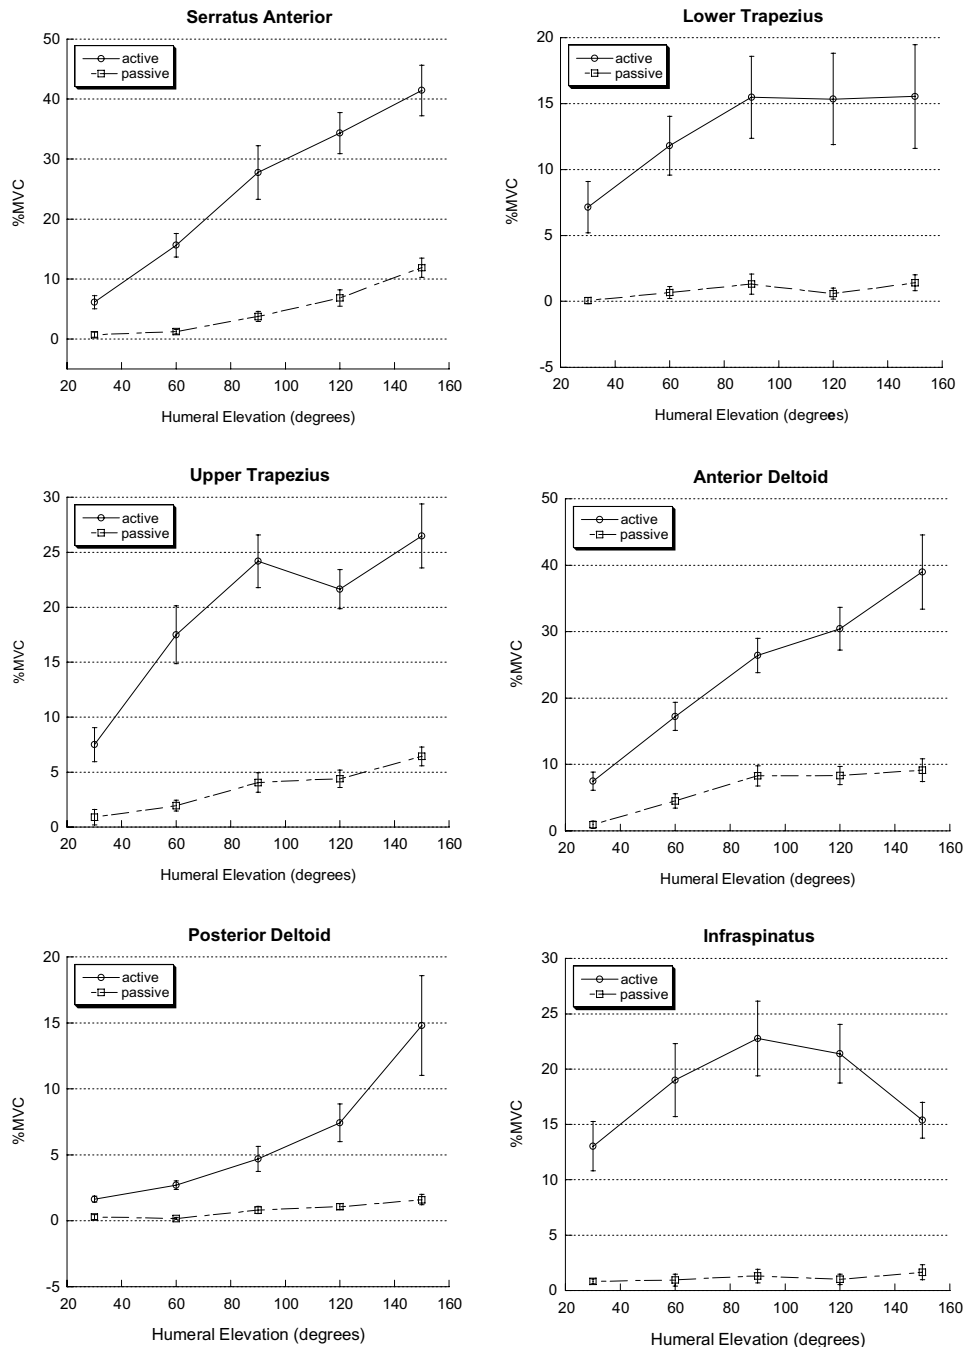 Serratus Anterior
50
40
30
20
10
0
%MVC
active
passive
20 40 60 80 100 120 140 160
Humeral Elevation (degrees)
Lower Trapezius
20
15
10
5
0
-5
%MVC
active
passive
20 40 60 80 100 120 140 160
Humeral Elevation (degrees)
Upper Trapezius
30
25
20
15
10
5
0
%MVC
active
passive
20 40 60 80 100 120 140 160
Humeral Elevation (degrees)
Anterior Deltoid
50
40
30
20
10
0
%MVC
active
passive
20 40 60 80 100 120 140 160
Humeral Elevation (degrees)
Posterior Deltoid
20
15
10
5
0
-5
%MVC
active
passive
20 40 60 80 100 120 140 160
Humeral Elevation (degrees)
Infraspinatus
30
25
20
15
10
5
0
%MVC
active
passive
20 40 60 80 100 120 140 160
Humeral Elevation (degrees)